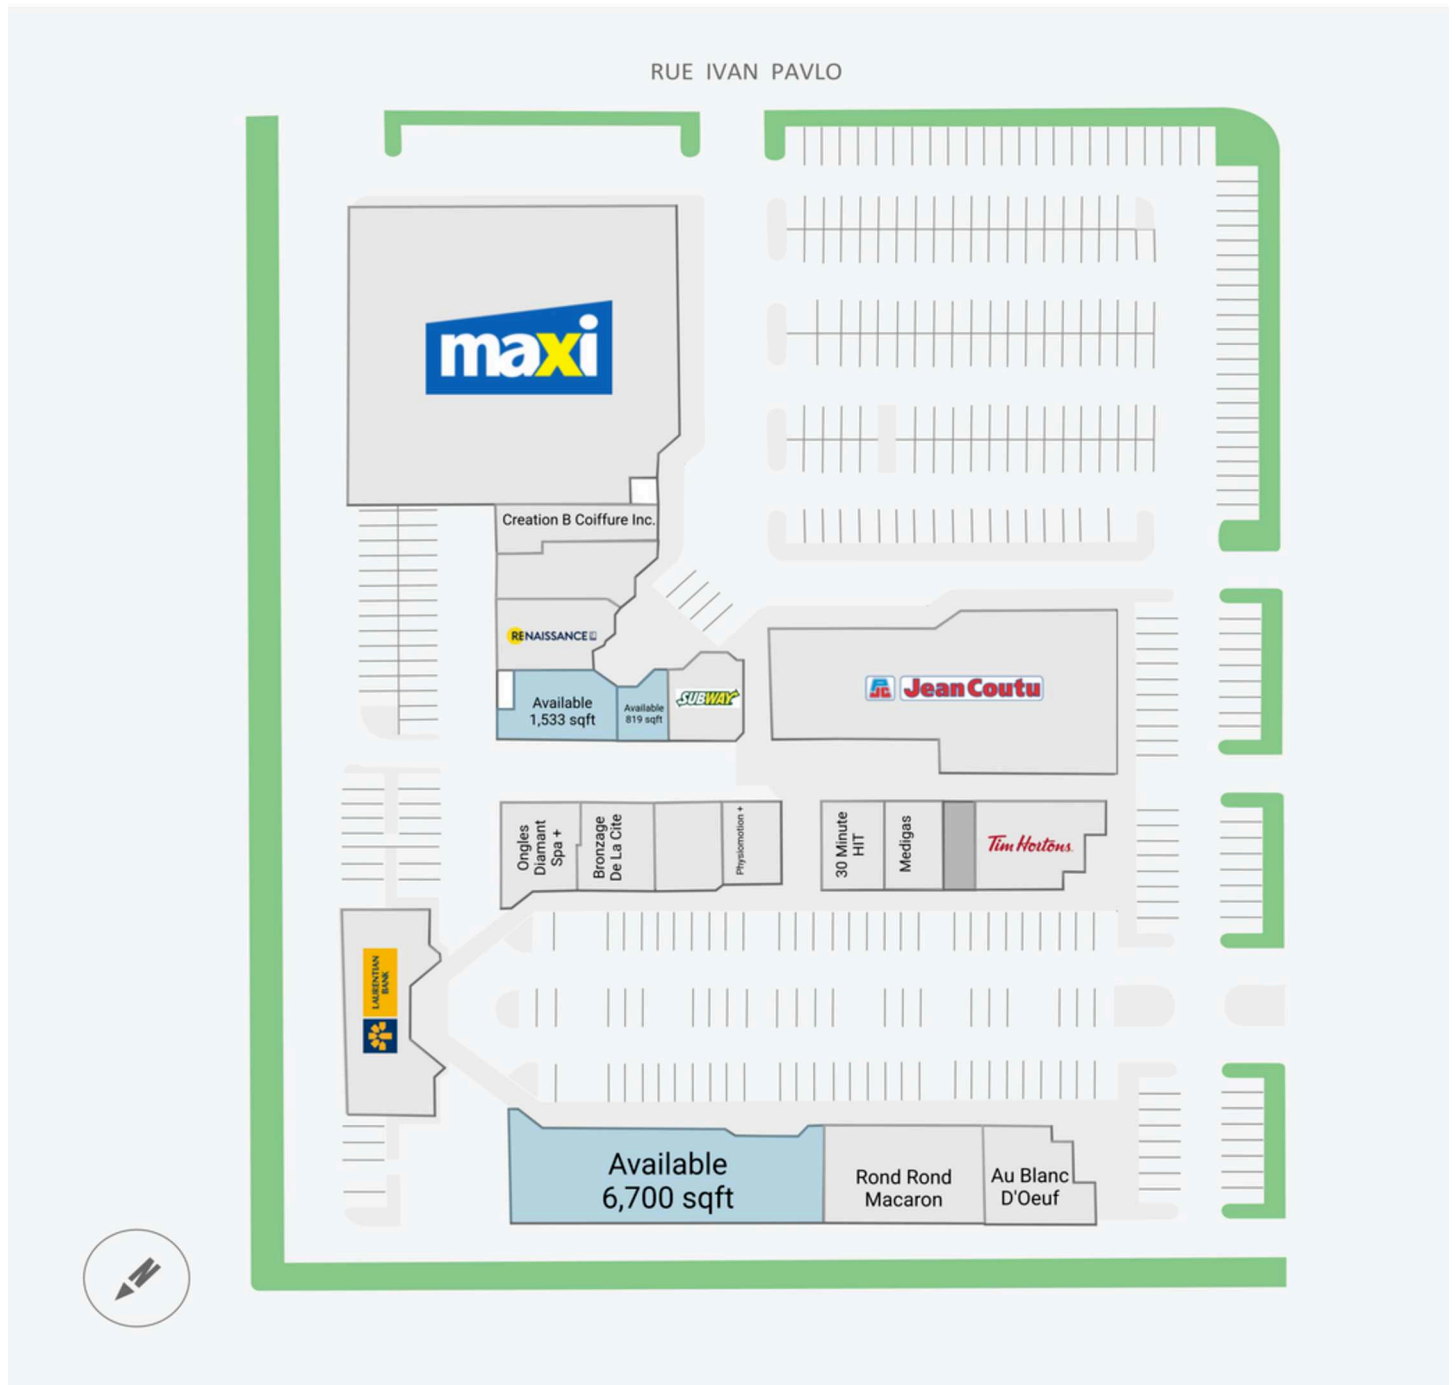 RUE IVAN PAVLO
maxi
Creation B Coiffure Inc.
RENAISSANCE
Available
1,533 sqft
Available
819 sqft
SUBWAY
PJC
Jean Coutu
Ongles
Diamant
Spa +
Bronzage
De La Cite
Physiomotion +
30 Minute
HIT
Medigas
Tim Hortons.
LAURENTIAN
BANK
Available
6,700 sqft
Rond Rond
Macaron
Au Blanc
D'Oeuf
N